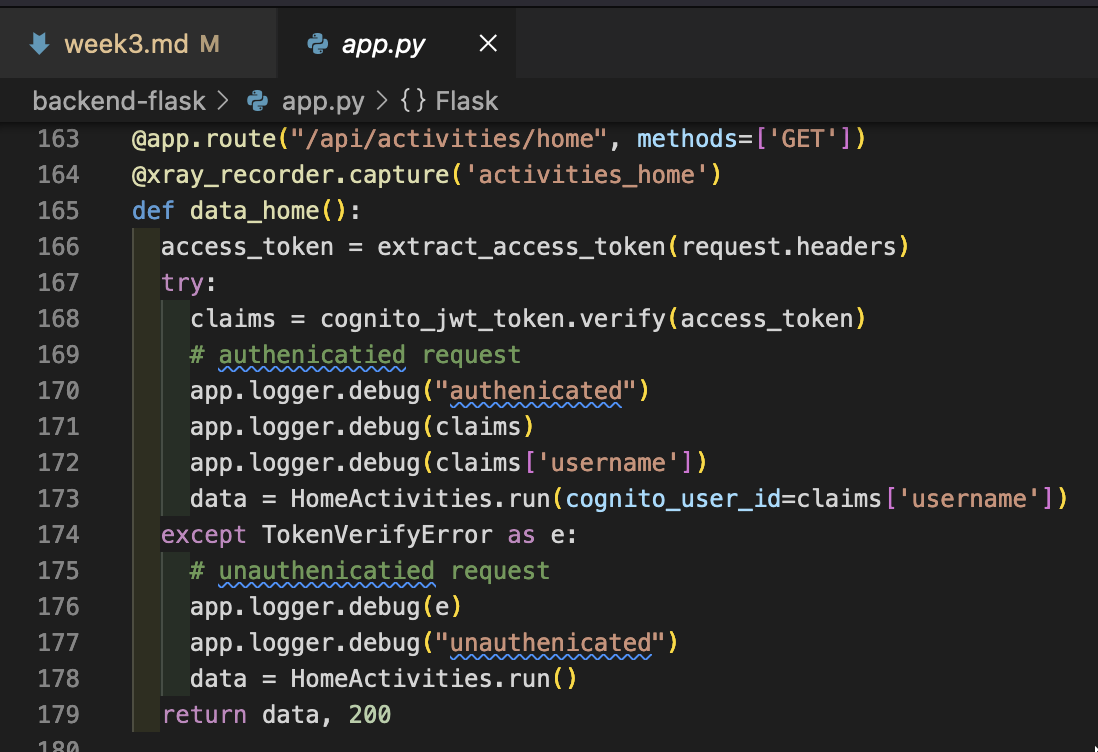 week3.md M app.py
backend-flask > app.py > {} Flask
163 @app.route("/api/activities/home", methods=['GET'])
164 @xray_recorder.capture('activities_home')
165 def data_home():
166   access_token = extract_access_token(request.headers)
167   try:
168     claims = cognito_jwt_token.verify(access_token)
169     # authenicatied request
170     app.logger.debug("authenicated")
171     app.logger.debug(claims)
172     app.logger.debug(claims['username'])
173     data = HomeActivities.run(cognito_user_id=claims['username'])
174   except TokenVerifyError as e:
175     # unauthenicatied request
176     app.logger.debug(e)
177     app.logger.debug("unauthenicated")
178     data = HomeActivities.run()
179   return data, 200
180